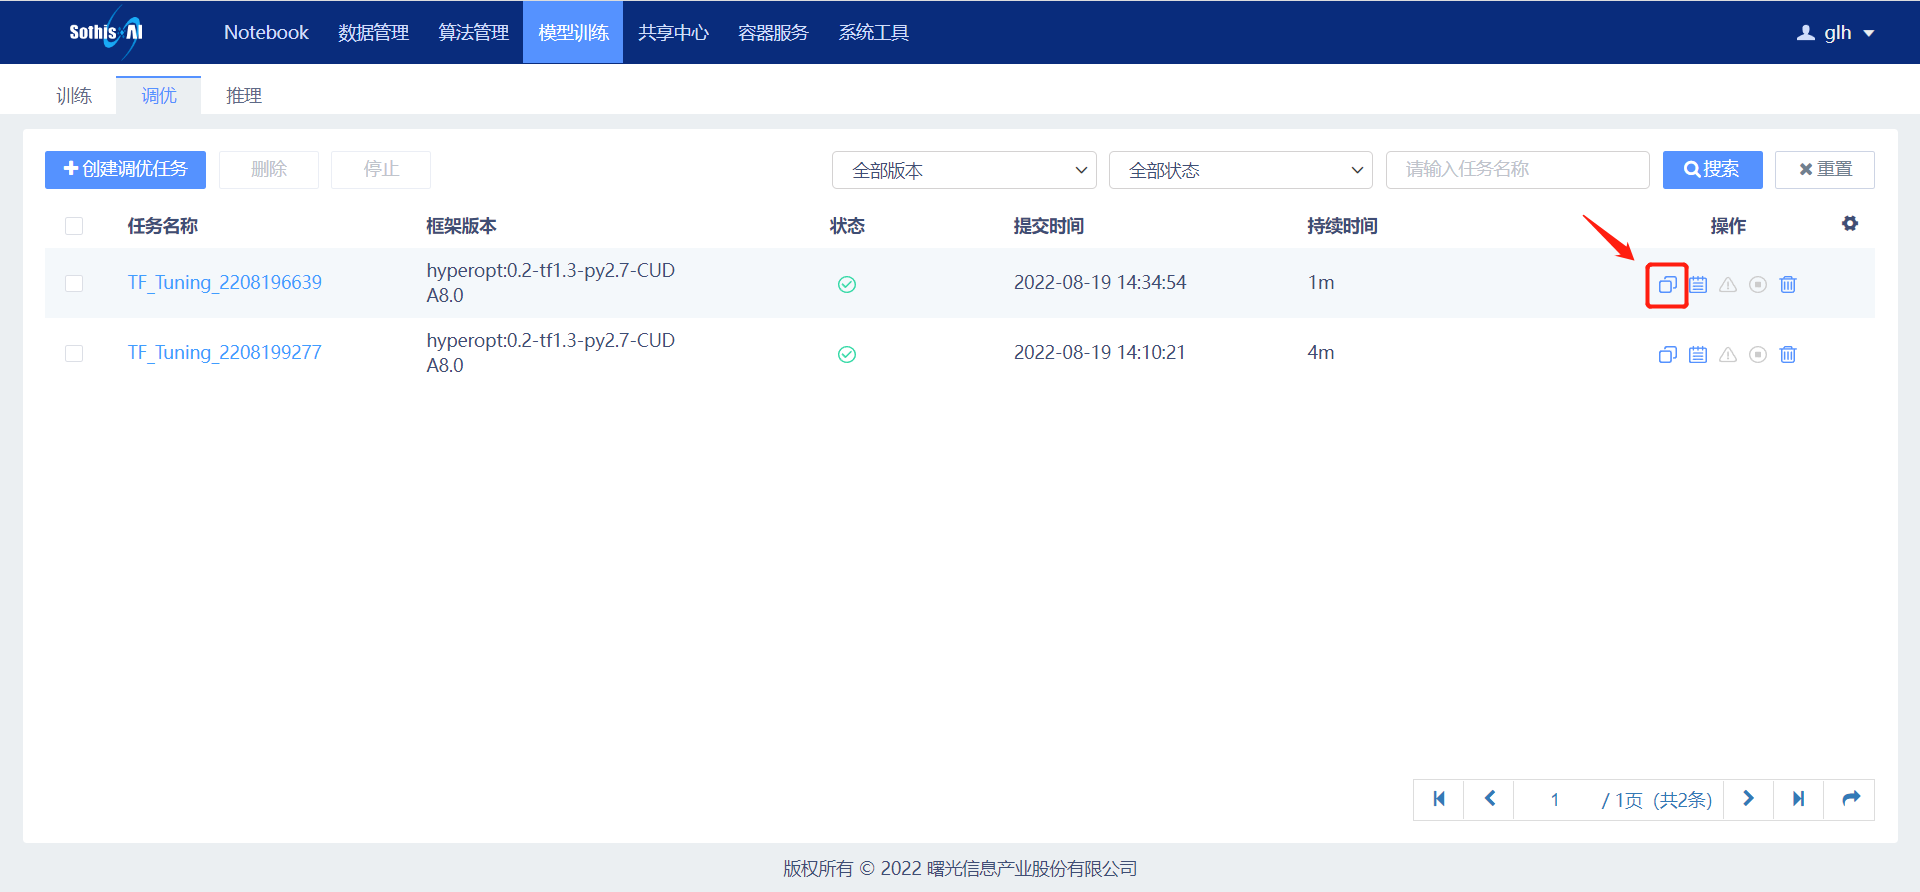 SothisAI
Notebook 数据管理 算法管理 模型训练 共享中心 容器服务 系统工具 glh
训练 调优 推理
创建调优任务 删除 停止 全部版本 全部状态 请输入任务名称 搜索 重置
任务名称 框架版本 状态 提交时间 持续时间 操作
TF_Tuning_2208196639 hyperopt:0.2-tf1.3-py2.7-CUD 2022-08-19 14:34:54 1m
A8.0
TF_Tuning_2208199277 hyperopt:0.2-tf1.3-py2.7-CUD 2022-08-19 14:10:21 4m
A8.0
1 / 1页 (共2条)
版权所有 © 2022 曙光信息产业股份有限公司